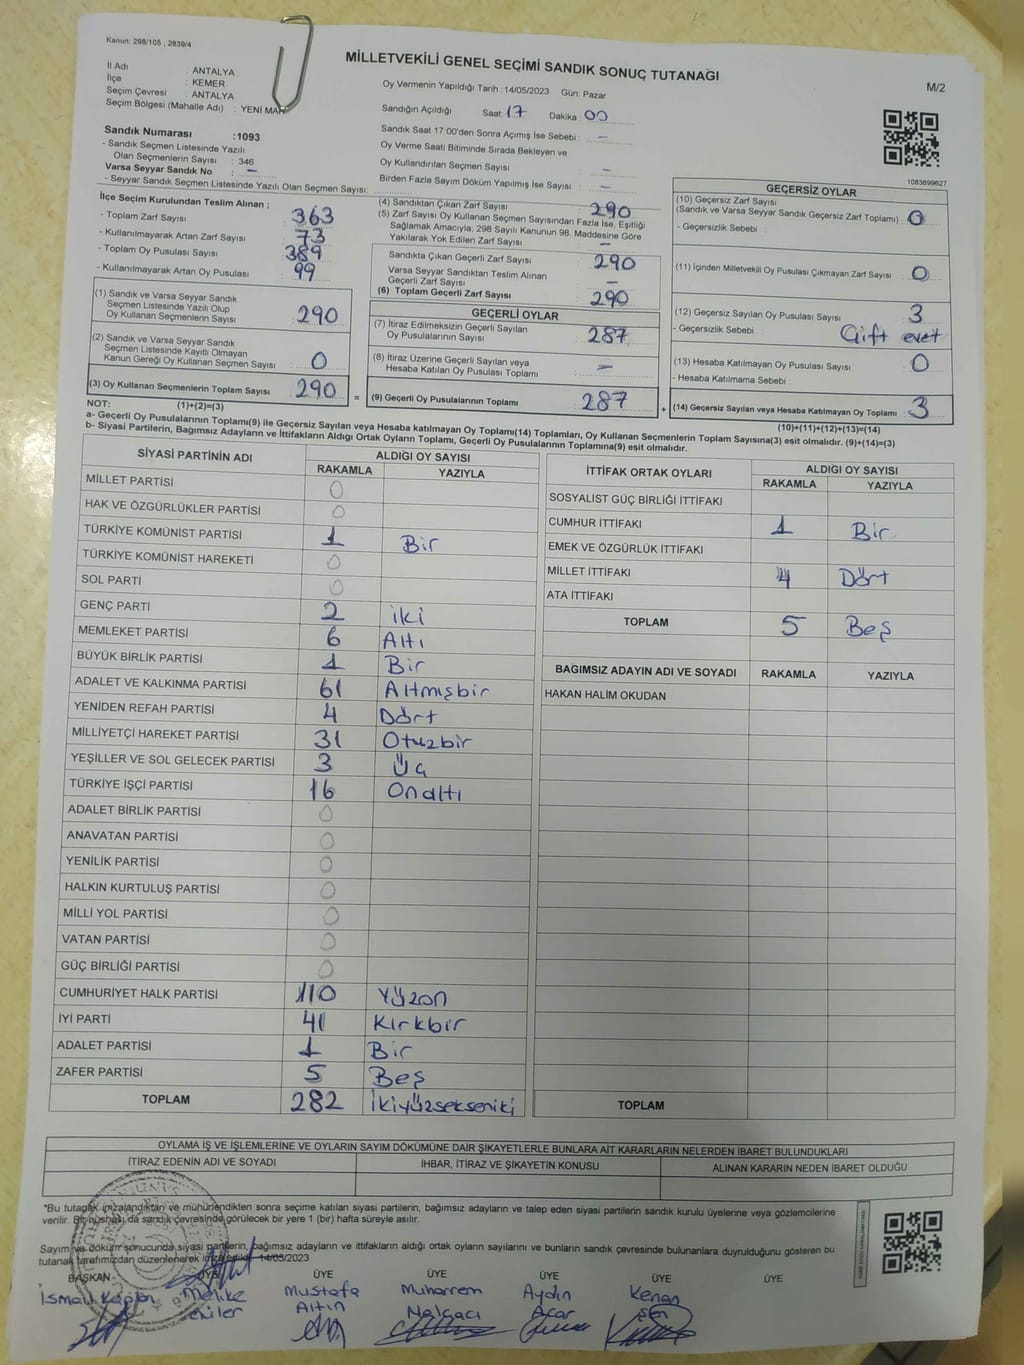 Kanun: 298/105 , 2839/4
MİLLETVEKİLİ GENEL SEÇİMİ SANDIK SONUÇ TUTANAĞI
M/2
İl Adı : ANTALYA
İlçe : KEMER
Seçim Çevresi : ANTALYA
Seçim Bölgesi (Mahalle Adı) : YENİ MAH
Oy Vermenin Yapıldığı Tarih : 14/05/2023 Gün: Pazar
Sandığın Açıldığı Saat: 17 Dakika 00
Sandık Saat 17:00'den Sonra Açımış İse Sebebi : –
Oy Verme Saati Bitiminde Sırada Bekleyen ve
Oy Kullandırılan Seçmen Sayısı –
Birden Fazla Sayım Döküm Yapılmış İse Sayısı : –
Sandık Numarası : 1093
- Sandık Seçmen Listesinde Yazılı
Olan Seçmenlerin Sayısı : 346
Varsa Seyyar Sandık No : –
- Seyyar Sandık Seçmen Listesinde Yazılı Olan Seçmen Sayısı:
1083699627
İlçe Seçim Kurulundan Teslim Alınan ;
- Toplam Zarf Sayısı : 363
- Kullanılmayarak Artan Zarf Sayısı : 73
- Toplam Oy Pusulası Sayısı : 389
- Kullanılmayarak Artan Oy Pusulası : 99
(1) Sandık ve Varsa Seyyar Sandık
Seçmen Listesinde Yazılı Olup
Oy Kullanan Seçmenlerin Sayısı : 290
(2) Sandık ve Varsa Seyyar Sandık
Seçmen Listesinde Kayıtlı Olmayan
Kanun Gereği Oy Kullanan Seçmen Sayısı : 0
(3) Oy Kullanan Seçmenlerin Toplam Sayısı : 290 =
(4) Sandıktan Çıkan Zarf Sayısı : 290
(5) Zarf Sayısı Oy Kullanan Seçmen Sayısından Fazla İse, Eşitliği
Sağlamak Amacıyla; 298 Sayılı Kanunun 98. Maddesine Göre
Yakılarak Yok Edilen Zarf Sayısı : –
Sandıkta Çıkan Geçerli Zarf Sayısı : 290
Varsa Seyyar Sandıktan Teslim Alınan
Geçerli Zarf Sayısı : –
(6) Toplam Geçerli Zarf Sayısı : 290
GEÇERLİ OYLAR
(7) İtiraz Edilmeksizin Geçerli Sayılan
Oy Pusulalarının Sayısı : 287
(8) İtiraz Üzerine Geçerli Sayılan veya
Hesaba Katılan Oy Pusulası Toplamı : –
(9) Geçerli Oy Pusulalarının Toplamı : 287 +
GEÇERSİZ OYLAR
(10) Geçersiz Zarf Sayısı
(Sandık ve Varsa Seyyar Sandık Geçersiz Zarf Toplamı) : 0
- Geçersizlik Sebebi :
(11) İçinden Milletvekili Oy Pusulası Çıkmayan Zarf Sayısı : 0
(12) Geçersiz Sayılan Oy Pusulası Sayısı : 3
- Geçersizlik Sebebi : Çift evet
(13) Hesaba Katılmayan Oy Pusulası Sayısı : 0
- Hesaba Katılmama Sebebi :
(14) Geçersiz Sayılan veya Hesaba Katılmayan Oy Toplamı : 3
NOT: (1)+(2)=(3) (10)+(11)+(12)+(13)=(14)
a- Geçerli Oy Pusulalarının Toplamı(9) ile Geçersiz Sayılan veya Hesaba katılmayan Oy Toplamı(14) Toplamları, Oy Kullanan Seçmenlerin Toplam Sayısına(3) eşit olmalıdır. (9)+(14)=(3)
b- Siyasi Partilerin, Bağımsız Adayların ve İttifakların Aldığı Ortak Oyların Toplamı, Geçerli Oy Pusulalarının Toplamına(9) eşit olmalıdır.
SİYASİ PARTİNİN ADI ALDIĞI OY SAYISI
RAKAMLA YAZIYLA
MİLLET PARTİSİ 0
HAK VE ÖZGÜRLÜKLER PARTİSİ 0
TÜRKİYE KOMÜNİST PARTİSİ 1 Bir
TÜRKİYE KOMÜNİST HAREKETİ 0
SOL PARTİ 0
GENÇ PARTİ 2 iki
MEMLEKET PARTİSİ 6 Altı
BÜYÜK BİRLİK PARTİSİ 1 Bir
ADALET VE KALKINMA PARTİSİ 61 Altmışbir
YENİDEN REFAH PARTİSİ 4 Dört
MİLLİYETÇİ HAREKET PARTİSİ 31 Otuzbir
YEŞİLLER VE SOL GELECEK PARTİSİ 3 Üç
TÜRKİYE İŞÇİ PARTİSİ 16 Onaltı
ADALET BİRLİK PARTİSİ 0
ANAVATAN PARTİSİ 0
YENİLİK PARTİSİ 0
HALKIN KURTULUŞ PARTİSİ 0
MİLLİ YOL PARTİSİ 0
VATAN PARTİSİ 0
GÜÇ BİRLİĞİ PARTİSİ 0
CUMHURİYET HALK PARTİSİ 110 Yüzon
İYİ PARTİ 41 Kırkbir
ADALET PARTİSİ 1 Bir
ZAFER PARTİSİ 5 Beş
TOPLAM 282 İkiyüzsekseniki
İTTİFAK ORTAK OYLARI ALDIĞI OY SAYISI
RAKAMLA YAZIYLA
SOSYALİST GÜÇ BİRLİĞİ İTTİFAKI
CUMHUR İTTİFAKI 1 Bir
EMEK VE ÖZGÜRLÜK İTTİFAKI
MİLLET İTTİFAKI 4 Dört
ATA İTTİFAKI
TOPLAM 5 Beş
BAĞIMSIZ ADAYIN ADI VE SOYADI RAKAMLA YAZIYLA
HAKAN HALİM OKUDAN
TOPLAM
OYLAMA İŞ VE İŞLEMLERİNE VE OYLARIN SAYIM DÖKÜMÜNE DAİR ŞİKAYETLERLE BUNLARA AİT KARARLARIN NELERDEN İBARET BULUNDUKLARI
İTİRAZ EDENİN ADI VE SOYADI İHBAR, İTİRAZ VE ŞİKAYETİN KONUSU ALINAN KARARIN NEDEN İBARET OLDUĞU
*Bu tutanak imzalandıktan ve mühürlendikten sonra seçime katılan siyasi partilerin, bağımsız adayların ve talep eden siyasi partilerin sandık kurulu üyelerine veya gözlemcilerine
verilir. Bir nüshası da sandık çevresinde görülecek bir yere 1 (bir) hafta süreyle asılır.
Sayım ve döküm sonucunda siyasi partilerin, bağımsız adayların ve ittifakların aldığı ortak oyların sayılarını ve bunların sandık çevresinde bulunanlara duyrulduğunu gösteren bu
tutanak tarafımızdan düzenlenerek 14/05/2023
BAŞKAN ÜYE ÜYE ÜYE ÜYE ÜYE ÜYE
İsmail Kaplan Melike Mustafa Muharrem Aydın Kenan
Altın Nalçacı Acar Şen